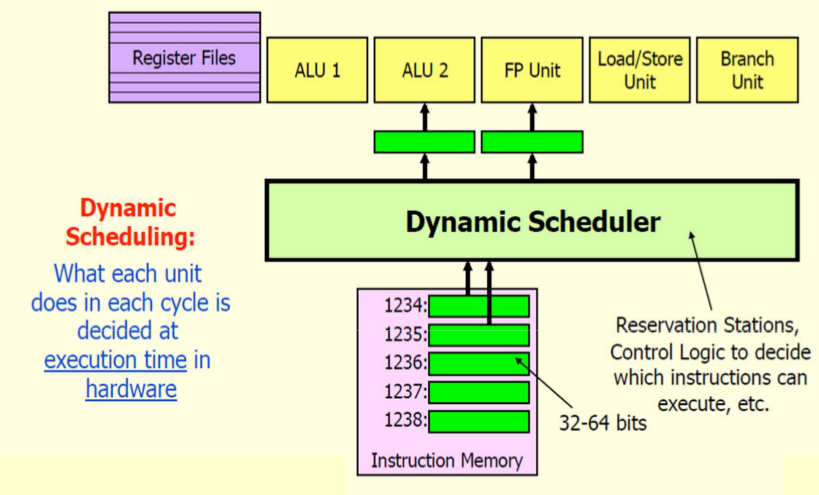 Register Files
ALU 1
ALU 2
FP Unit
Load/Store
Unit
Branch
Unit
Dynamic Scheduler
Dynamic
Scheduling:
What each unit
does in each cycle is
decided at
execution time in
hardware
1234:
1235:
1236:
1237:
1238:
Instruction Memory
32-64 bits
Reservation Stations,
Control Logic to decide
which instructions can
execute, etc.